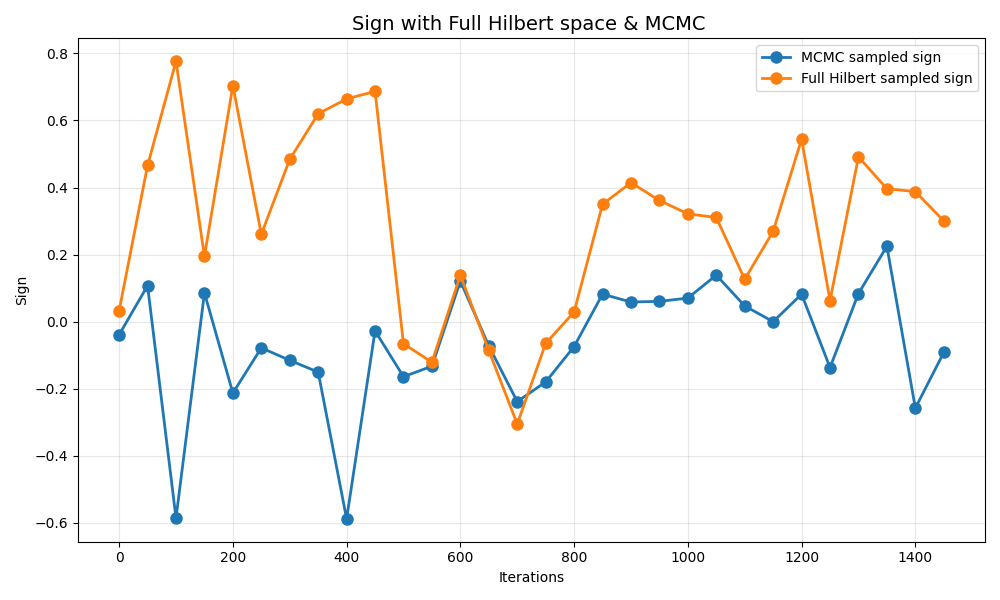 Sign with Full Hilbert space & MCMC
MCMC sampled sign
Full Hilbert sampled sign
Sign
0.8
0.6
0.4
0.2
0.0
−0.2
−0.4
−0.6
0 200 400 600 800 1000 1200 1400
Iterations